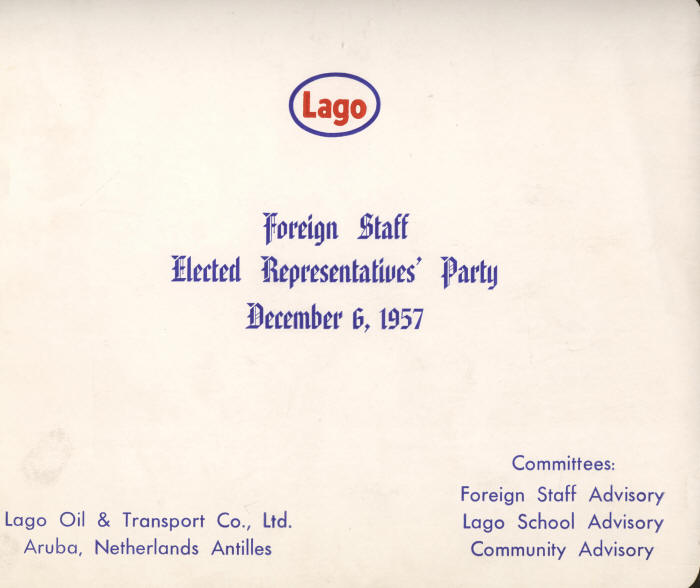 Lago
Foreign Staff
Elected Representatives' Party
December 6, 1957
Lago Oil & Transport Co., Ltd.
Aruba, Netherlands Antilles
Committees:
Foreign Staff Advisory
Lago School Advisory
Community Advisory